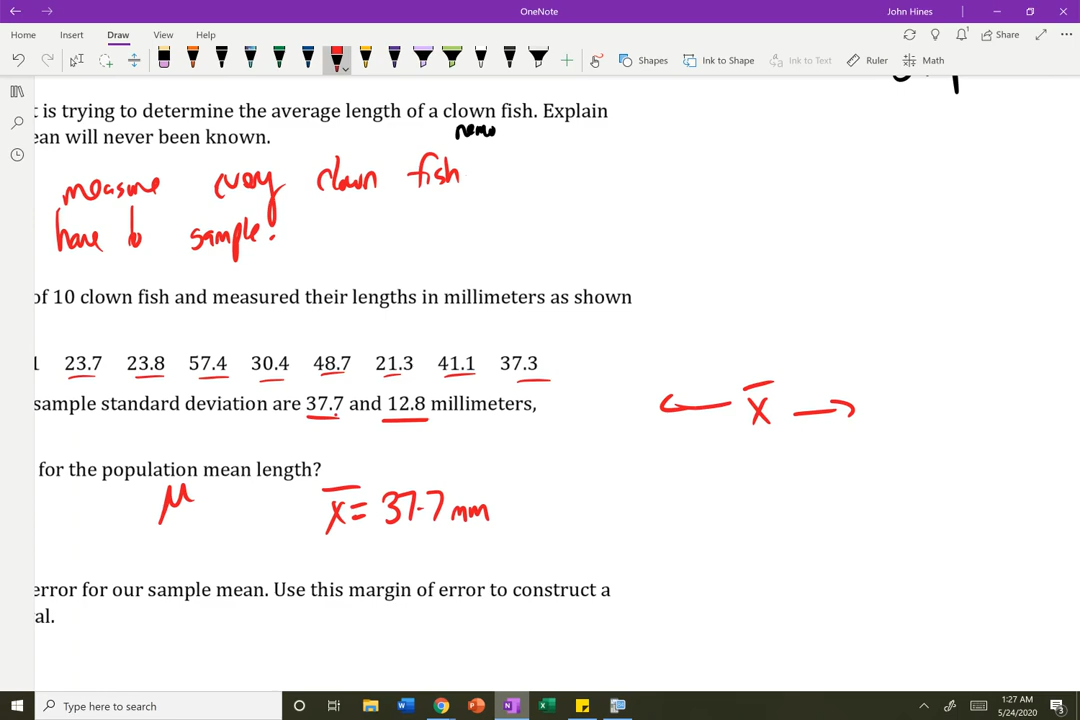 OneNote
John Hines
Home Insert Draw View Help
Share
Shapes Ink to Shape Ink to Text Ruler Math
t is trying to determine the average length of a clown fish. Explain
nemo
ean will never been known.
measure every clown fish
have to sample.
of 10 clown fish and measured their lengths in millimeters as shown
1 23.7 23.8 57.4 30.4 48.7 21.3 41.1 37.3
sample standard deviation are 37.7 and 12.8 millimeters,
← x̄ →
for the population mean length?
μ x̄ = 37.7 mm
error for our sample mean. Use this margin of error to construct a
al.
Type here to search
1:27 AM
5/24/2020
3